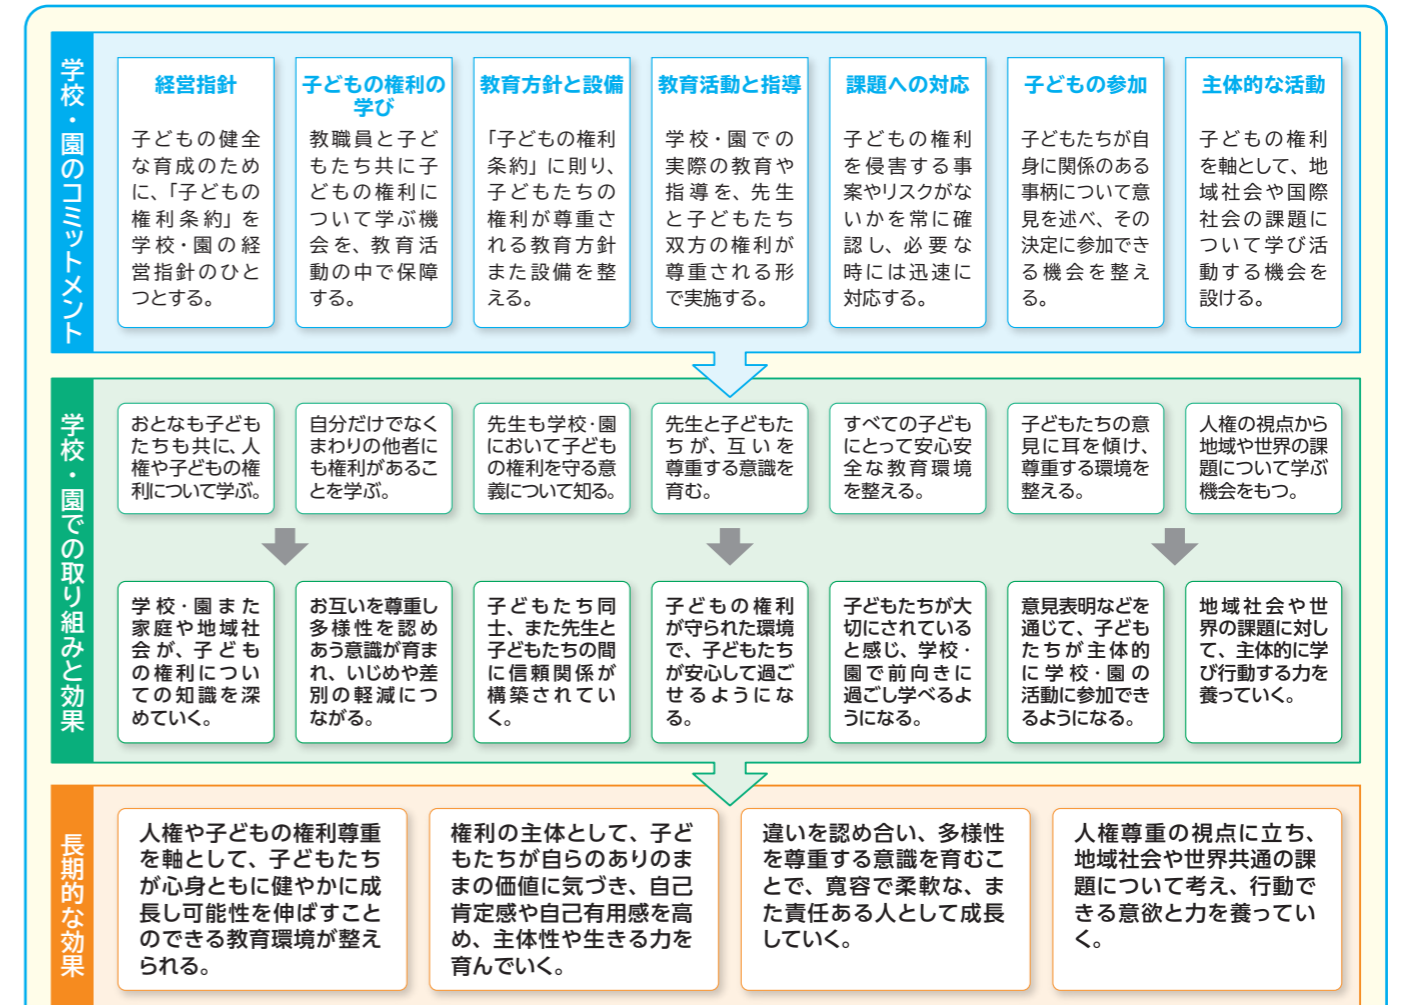 学校・園のコミットメント
経営指針
子どもの健全
な育成のため
に、「子どもの
権利条約」を
学校・園の経
営指針のひと
つとする。
子どもの権利の
学び
教職員と子ど
もたち共に子
どもの権利に
ついて学ぶ機
会を、教育活
動の中で保障
する。
教育方針と設備
「子どもの権利
条約」に則り、
子どもたちの
権利が尊重さ
れる教育方針
また設備を整
える。
教育活動と指導
学校・園での
実際の教育や
指導を、先生
と子どもたち
双方の権利が
尊重される形
で実施する。
課題への対応
子どもの権利
を侵害する事
案やリスクがな
いかを常に確
認し、必要な
時には迅速に
対応する。
子どもの参加
子どもたちが自
身に関係のある
事柄について意
見を述べ、その
決定に参加でき
る機会を整え
る。
主体的な活動
子どもの権利
を軸として、地
域社会や国際
社会の課題に
ついて学び活
動する機会を
設ける。
学校・園での取り組みと効果
おとなも子ども
たちも共に、人
権や子どもの権
利について学ぶ。
自分だけでなく
まわりの他者に
も権利があるこ
とを学ぶ。
先生も学校・園
において子ども
の権利を守る意
義について知る。
先生と子どもた
ちが、互いを
尊重する意識を
育む。
すべての子ども
にとって安心安
全な教育環境
を整える。
子どもたちの意
見に耳を傾け、
尊重する環境を
整える。
人権の視点から
地域や世界の課
題について学ぶ
機会をもつ。
学校・園また
家庭や地域社
会が、子ども
の権利につい
ての知識を深
めていく。
お互いを尊重し
多様性を認め
あう意識が育ま
れ、いじめや差
別の軽減につ
ながる。
子どもたち同
士、また先生と
子どもたちの間
に信頼関係が
構築されてい
く。
子どもの権利
が守られた環境
で、子どもたち
が安心して過ご
せるようにな
る。
子どもたちが大
切にされている
と感じ、学校・
園で前向きに
過ごし学べるよ
うになる。
意見表明などを
通じて、子ども
たちが主体的
に学校・園の
活動に参加でき
るようになる。
地域社会や世
界の課題に対し
て、主体的に学
び行動する力を
養っていく。
長期的な効果
人権や子どもの権利尊重
を軸として、子どもたち
が心身ともに健やかに成
長し可能性を伸ばすこと
のできる教育環境が整え
られる。
権利の主体として、子ど
もたちが自らのありのま
まの価値に気づき、自己
肯定感や自己有用感を高
め、主体性や生きる力を
育んでいく。
違いを認め合い、多様性
を尊重する意識を育むこ
とで、寛容で柔軟な、ま
た責任ある人として成長
していく。
人権尊重の視点に立ち、
地域社会や世界共通の課
題について考え、行動で
きる意欲と力を養ってい
く。